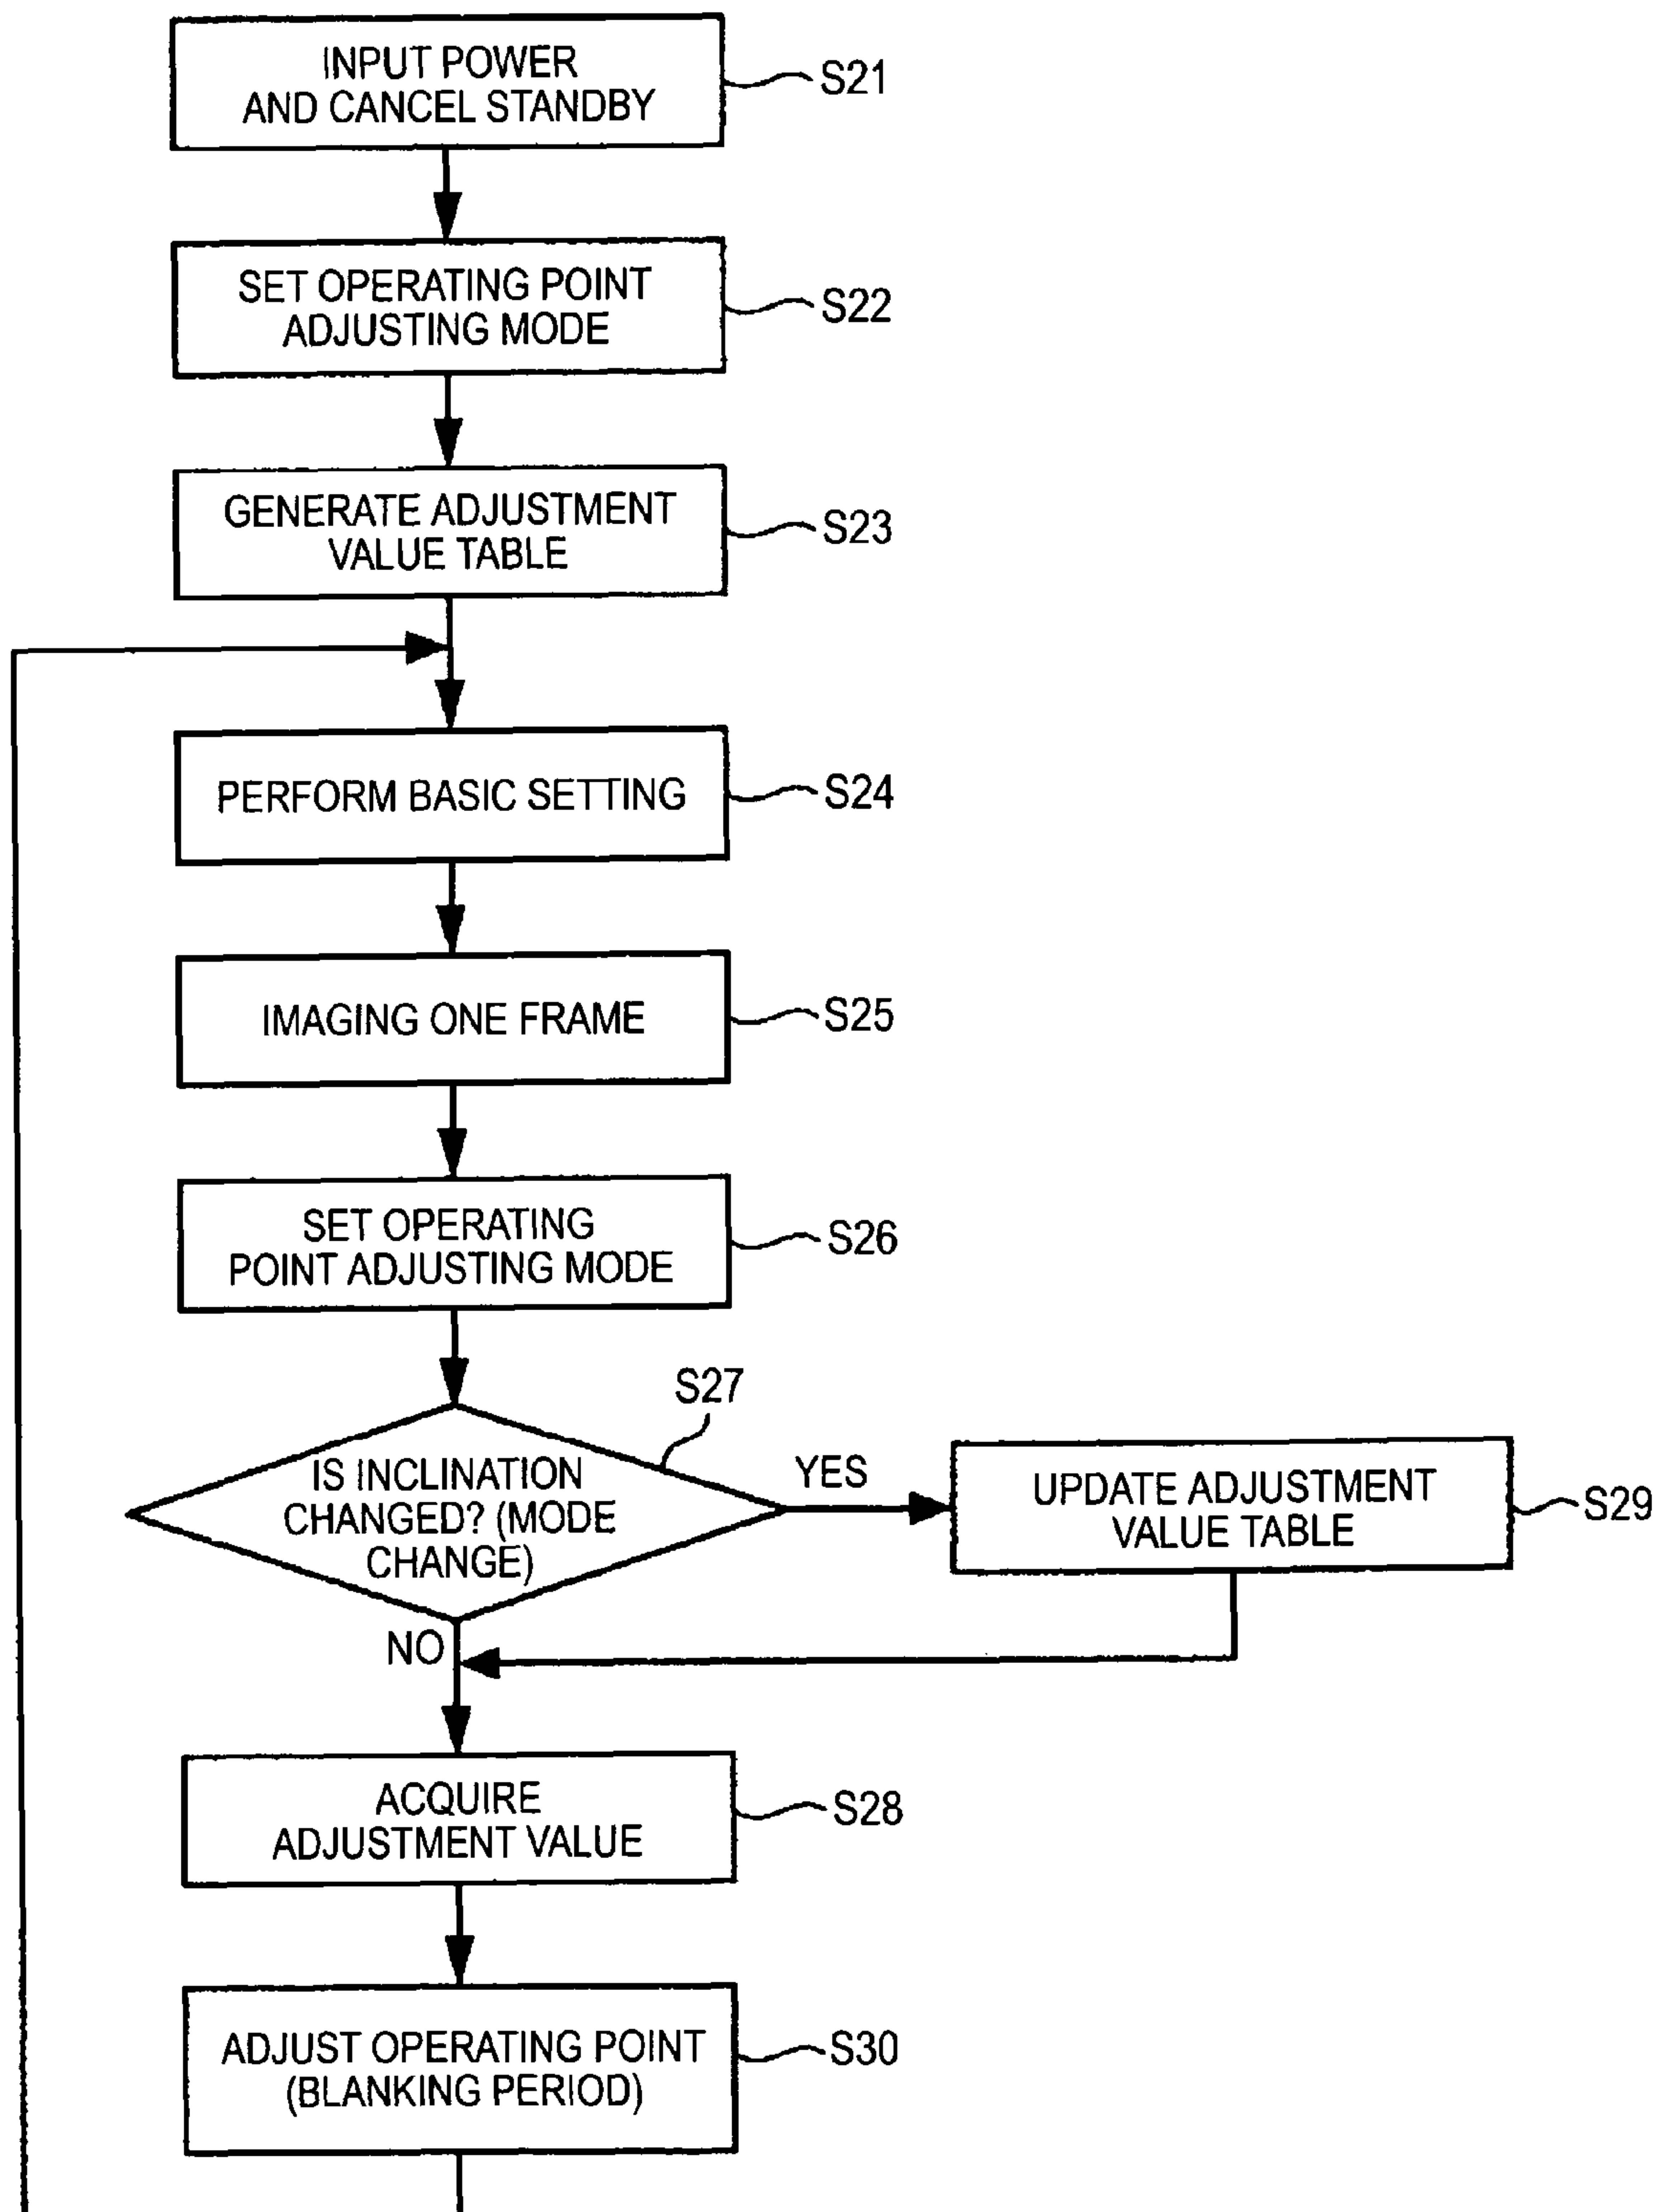 INPUT POWER
AND CANCEL STANDBY
S21
SET OPERATING POINT
ADJUSTING MODE
S22
GENERATE ADJUSTMENT
VALUE TABLE
S23
PERFORM BASIC SETTING
S24
IMAGING ONE FRAME
S25
SET OPERATING
POINT ADJUSTING MODE
S26
S27
IS INCLINATION
CHANGED? (MODE
CHANGE)
YES
UPDATE ADJUSTMENT
VALUE TABLE
S29
NO
ACQUIRE
ADJUSTMENT VALUE
S28
ADJUST OPERATING POINT
(BLANKING PERIOD)
S30